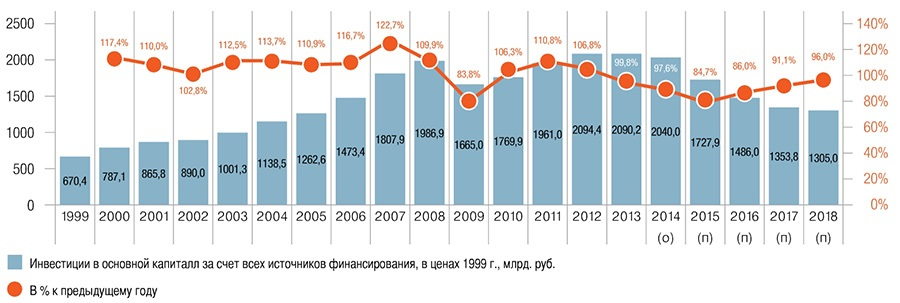 2500 140%
117,4% 110,0% 102,8% 112,5% 113,7% 110,9% 116,7% 122,7% 109,9% 83,8% 106,3% 110,8% 106,8% 99,8% 97,6% 84,7% 86,0% 91,1% 96,0%
2000 120%
100%
1500 80%
1000 60%
40%
500 20%
0 0%
670,4 787,1 865,8 890,0 1001,3 1138,5 1262,6 1473,4 1807,9 1986,9 1665,0 1769,9 1961,0 2094,4 2090,2 2040,0 1727,9 1486,0 1353,8 1305,0
1999 2000 2001 2002 2003 2004 2005 2006 2007 2008 2009 2010 2011 2012 2013 2014 2015 2016 2017 2018
(о) (п) (п) (п) (п)
Инвестиции в основной капиталл за счет всех источников финансирования, в ценах 1999 г., млрд. руб.
В % к предыдущему году